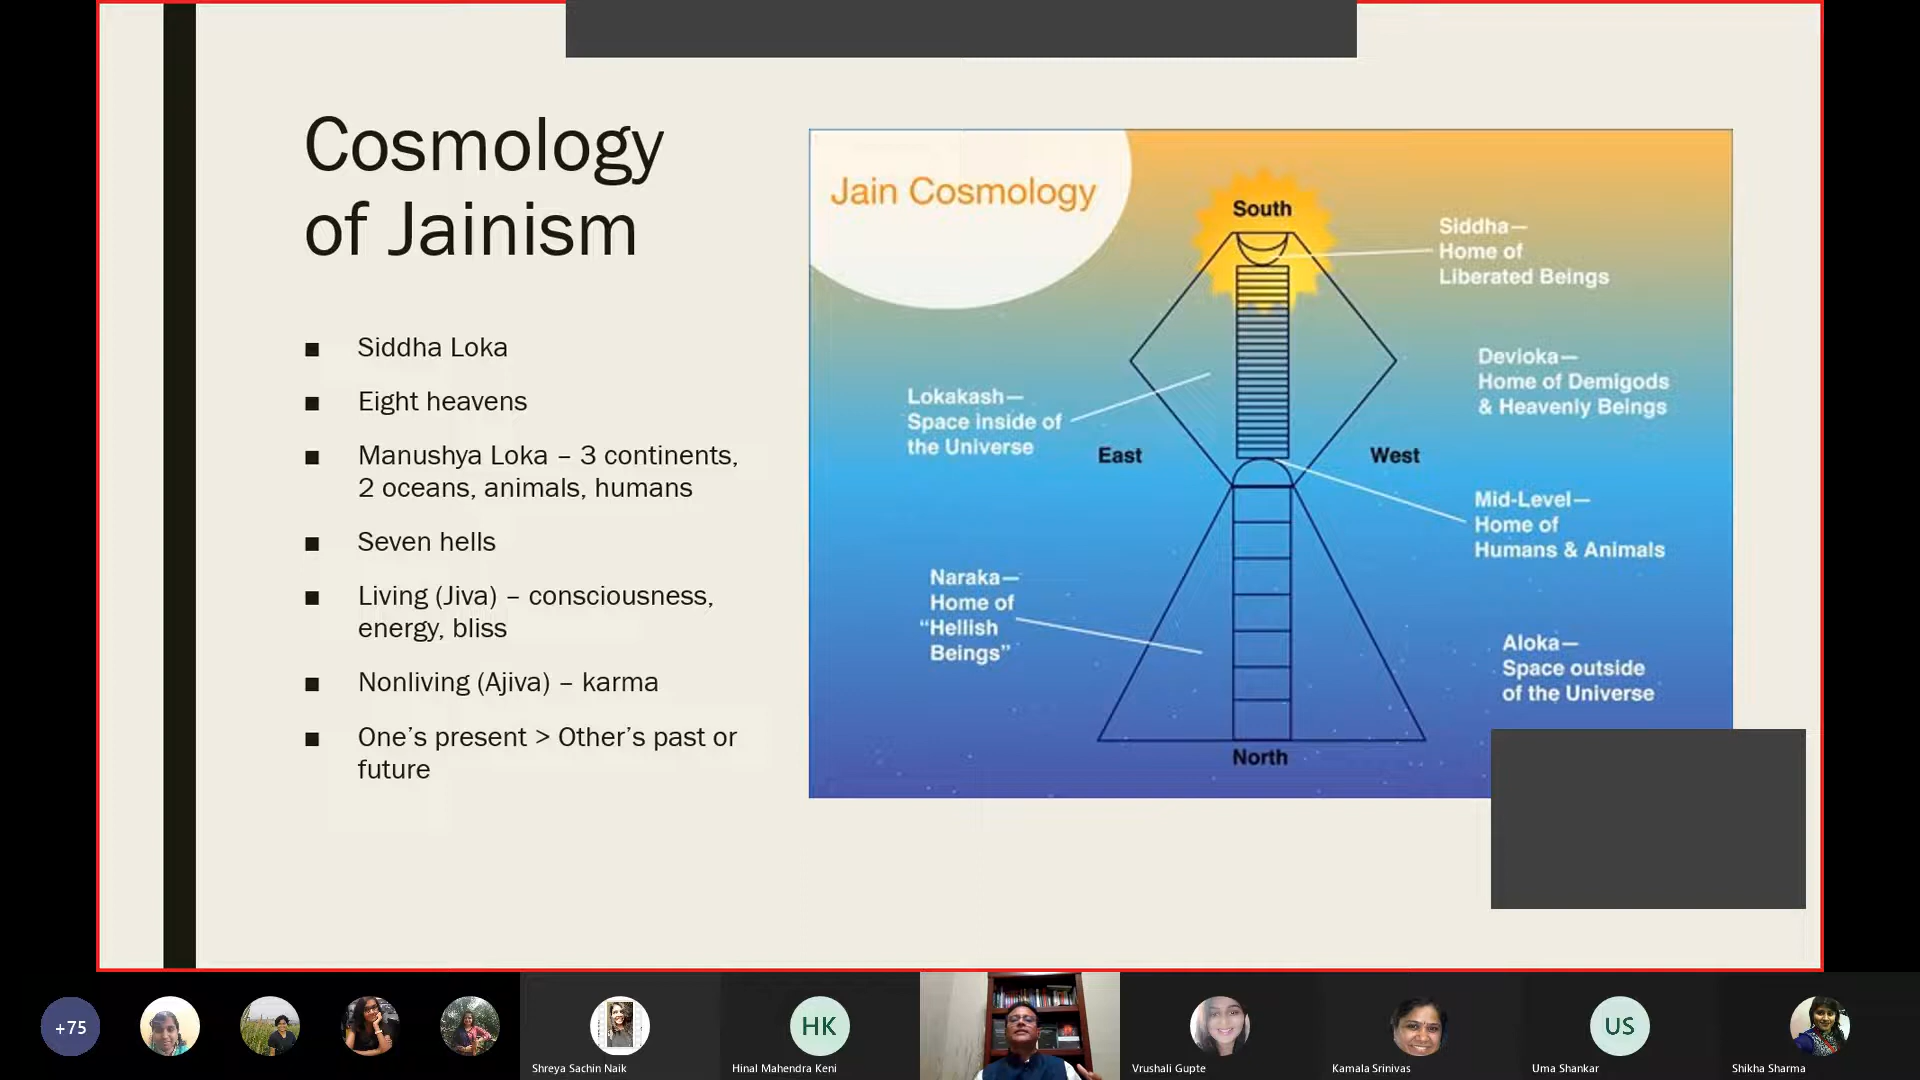 Cosmology
of Jainism
■ Siddha Loka
■ Eight heavens
■ Manushya Loka – 3 continents,
2 oceans, animals, humans
■ Seven hells
■ Living (Jiva) – consciousness,
energy, bliss
■ Nonliving (Ajiva) – karma
■ One’s present > Other’s past or
future
Jain Cosmology
South
Siddha—
Home of
Liberated Beings
Devioka—
Home of Demigods
& Heavenly Beings
Lokakash—
Space inside of
the Universe
East
West
Mid-Level—
Home of
Humans & Animals
Naraka—
Home of
“Hellish
Beings”
Aloka—
Space outside
of the Universe
North
+75
Shreya Sachin Naik
HK
Hinal Mahendra Keni
Vrushali Gupte
Kamala Srinivas
US
Uma Shankar
Shikha Sharma